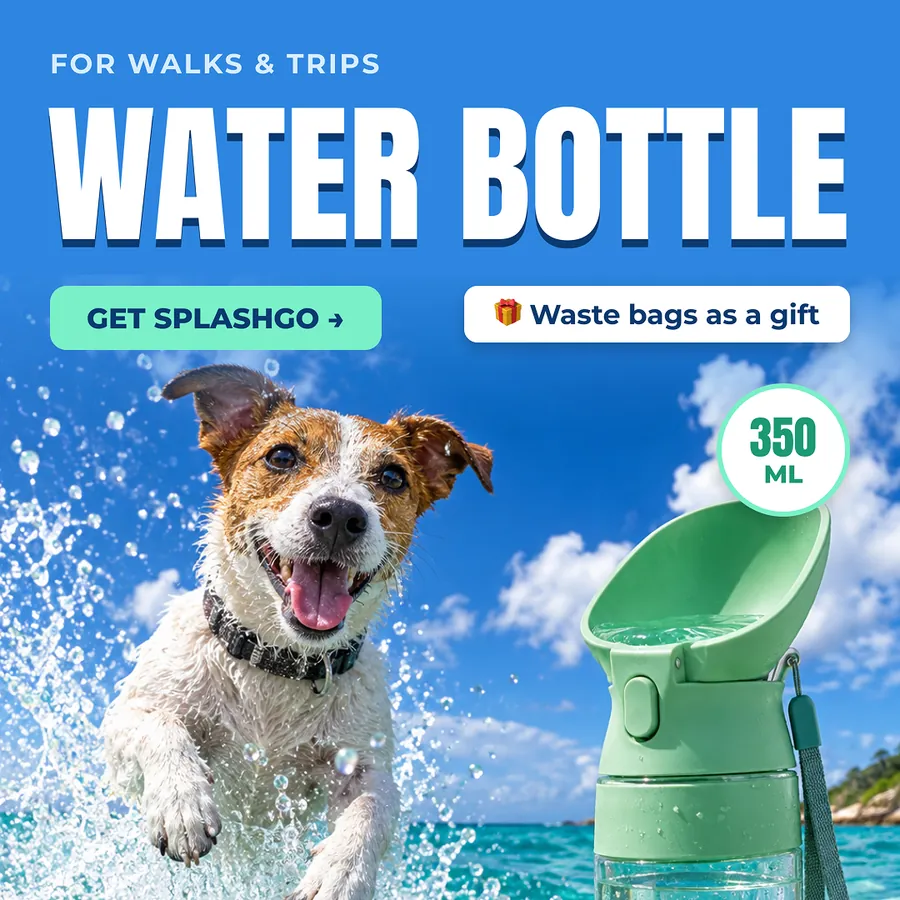 FOR WALKS & TRIPS
WATER BOTTLE
GET SPLASHGO →
🎁 Waste bags as a gift
350
ML